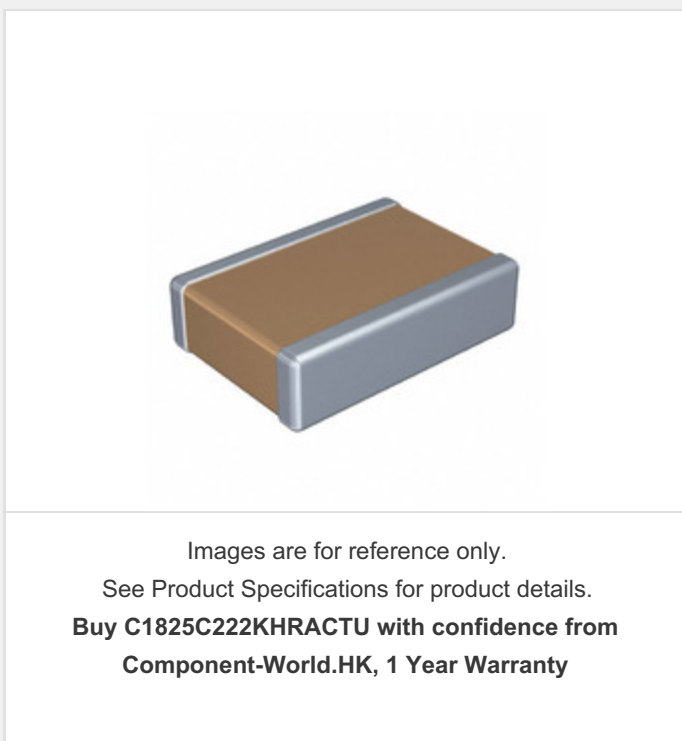 Images are for reference only.
See Product Specifications for product details.
Buy C1825C222KHRACTU with confidence from
Component-World.HK, 1 Year Warranty